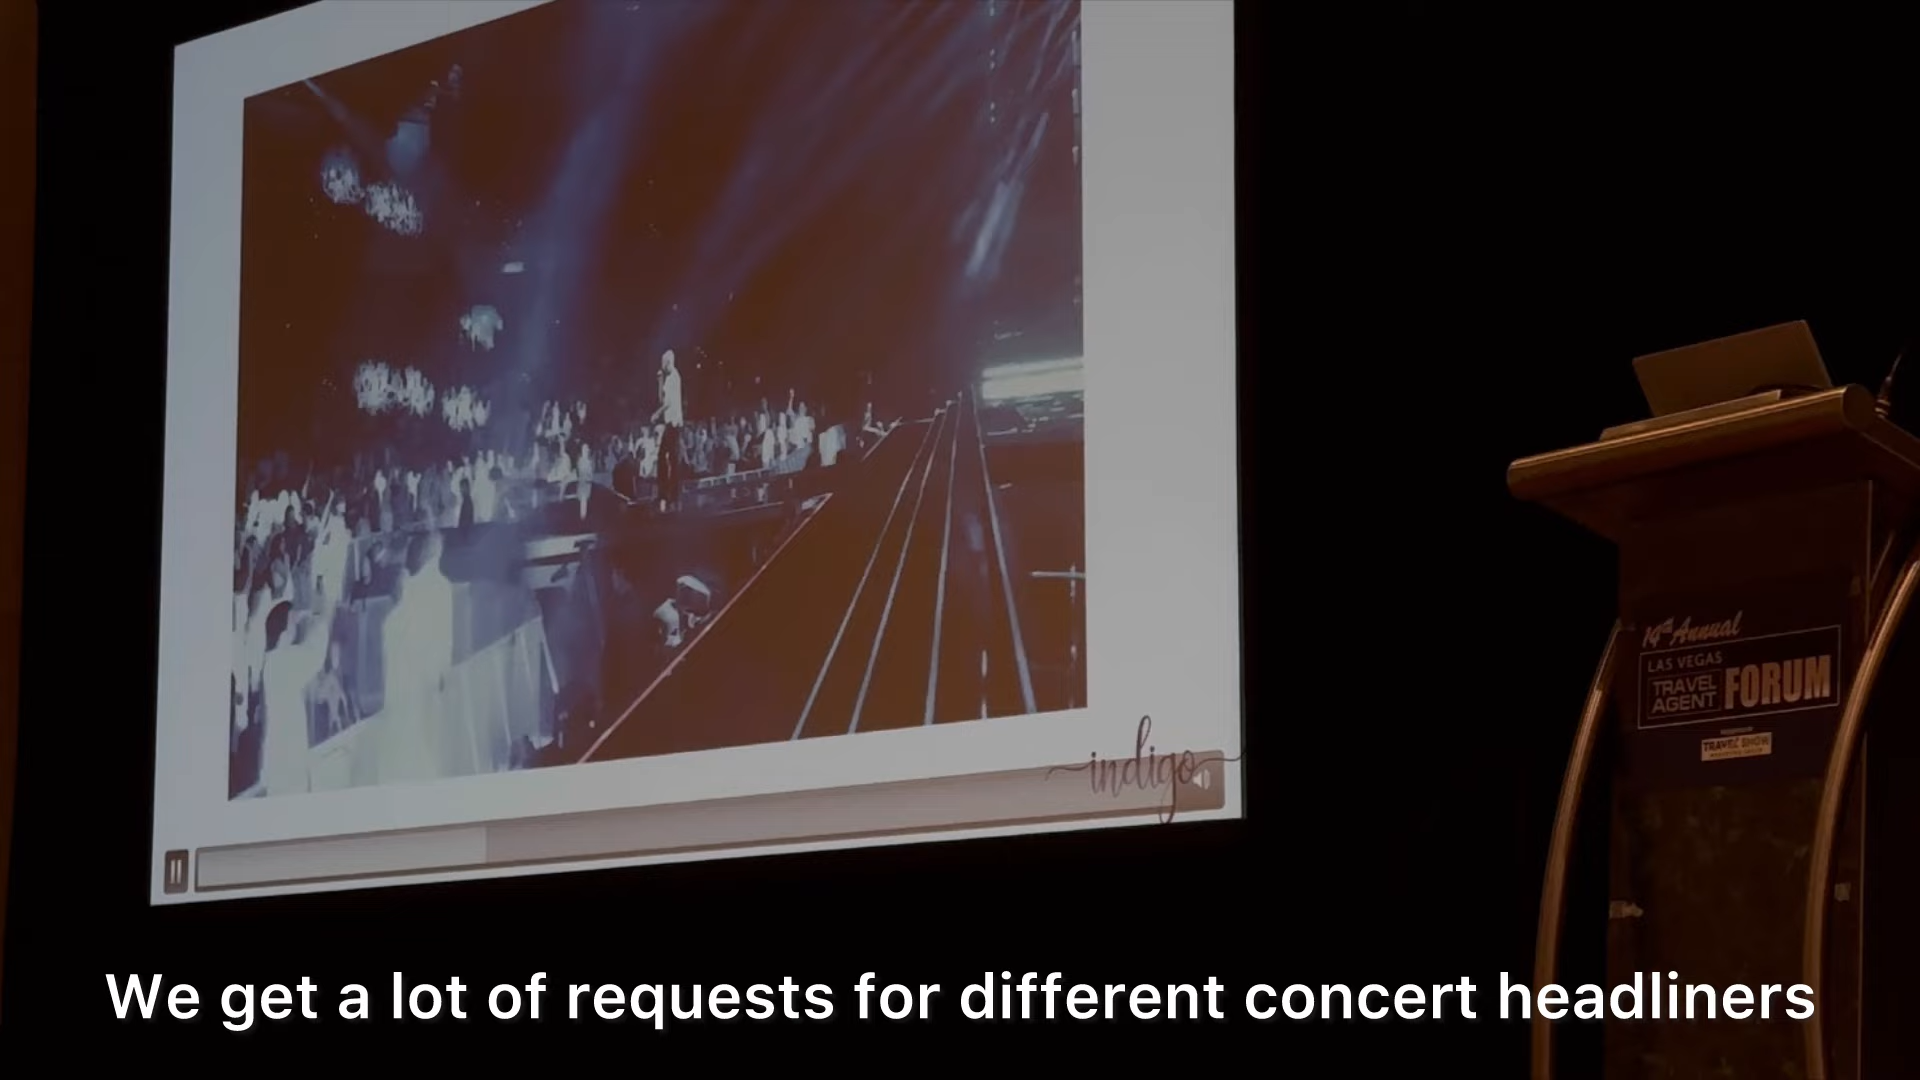 indigo
14th Annual
LAS VEGAS
TRAVEL
AGENT
FORUM
TRAVEL SHOW
We get a lot of requests for different concert headliners